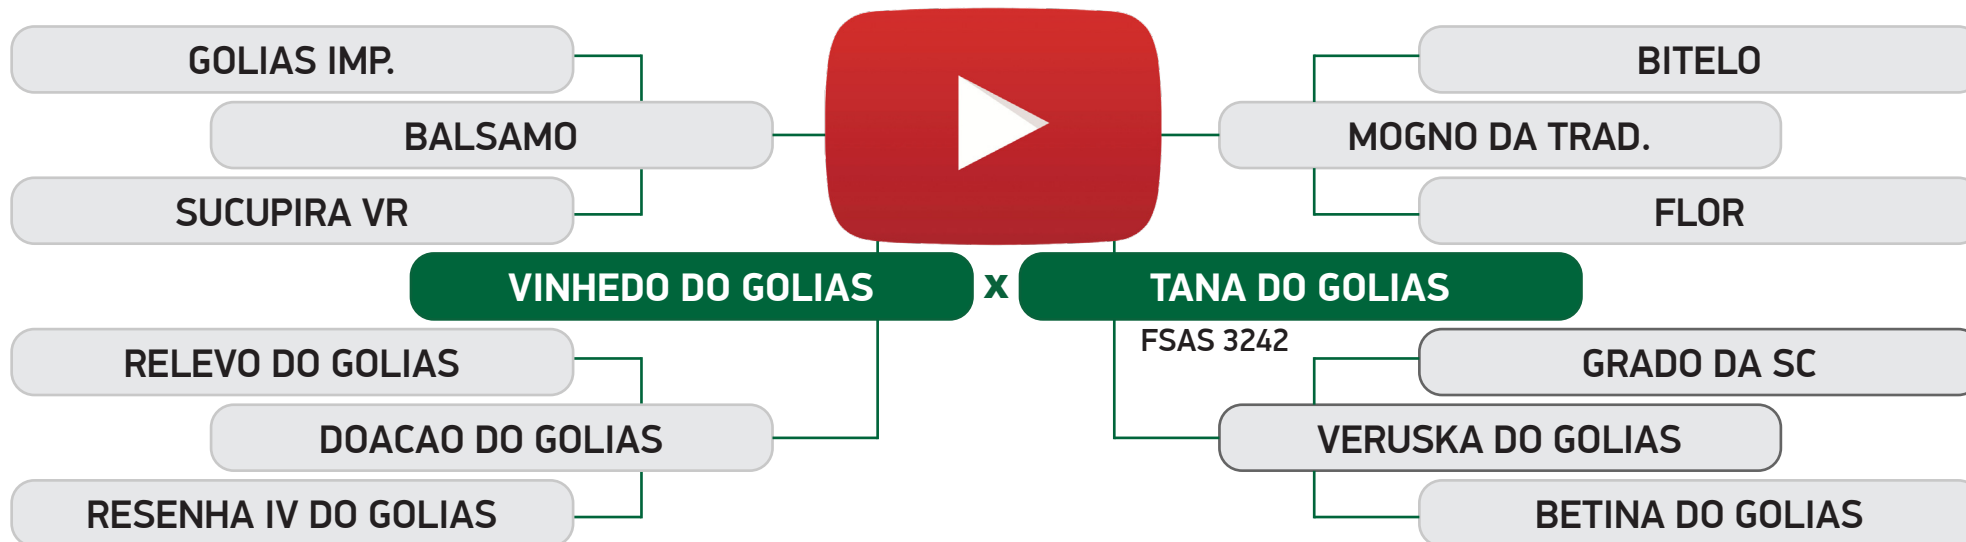 GOLIAS IMP.
BITELO
BALSAMO
MOGNO DA TRAD.
SUCUPIRA VR
FLOR
VINHEDO DO GOLIAS x TANA DO GOLIAS
FSAS 3242
RELEVO DO GOLIAS
GRADO DA SC
DOACAO DO GOLIAS
VERUSKA DO GOLIAS
RESENHA IV DO GOLIAS
BETINA DO GOLIAS